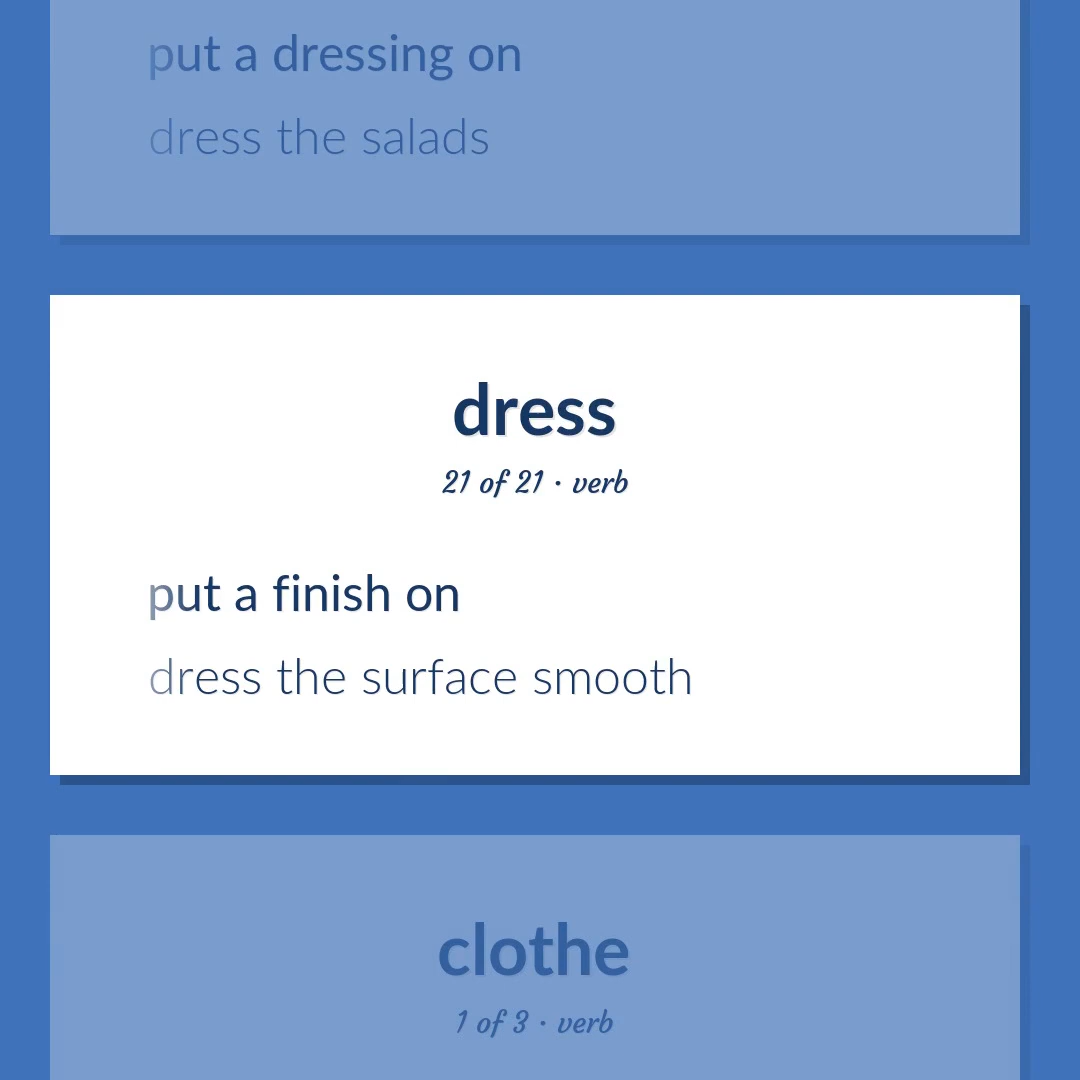 put a dressing on
dress the salads
dress
21 of 21 · verb
put a finish on
dress the surface smooth
clothe
1 of 3 · verb